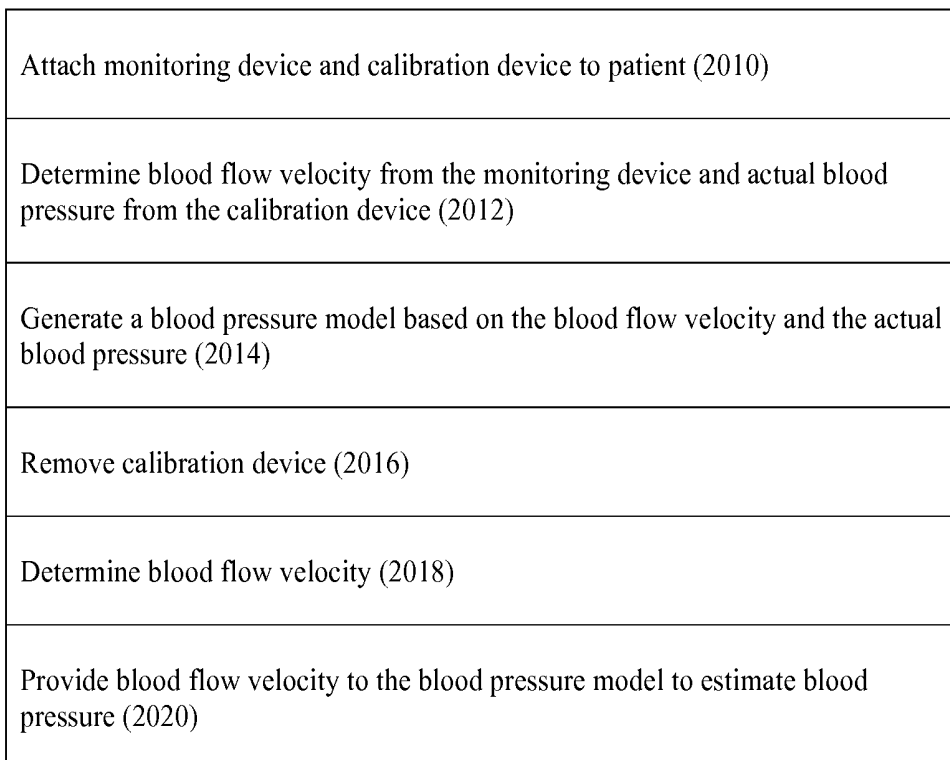 Attach monitoring device and calibration device to patient (2010)
Determine blood flow velocity from the monitoring device and actual blood
pressure from the calibration device (2012)
Generate a blood pressure model based on the blood flow velocity and the actual
blood pressure (2014)
Remove calibration device (2016)
Determine blood flow velocity (2018)
Provide blood flow velocity to the blood pressure model to estimate blood
pressure (2020)